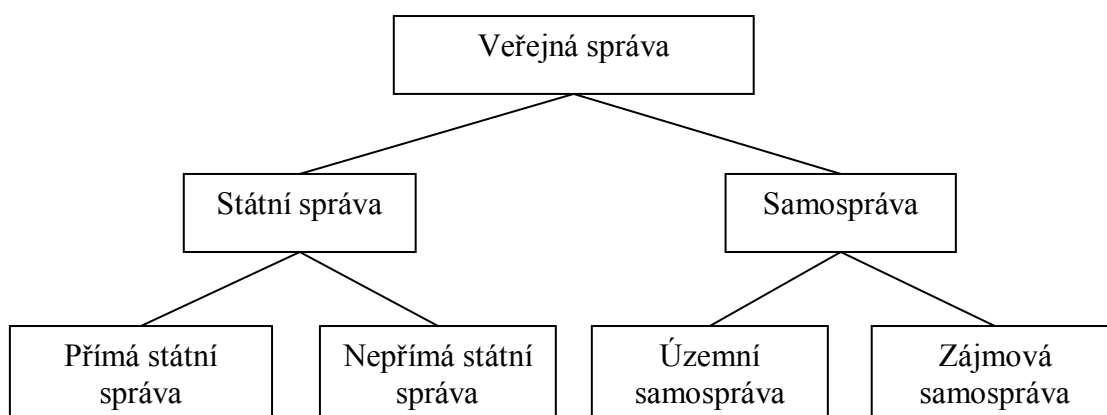 Veřejná správa
Státní správa
Samospráva
Přímá státní
správa
Nepřímá státní
správa
Územní
samospráva
Zájmová
samospráva